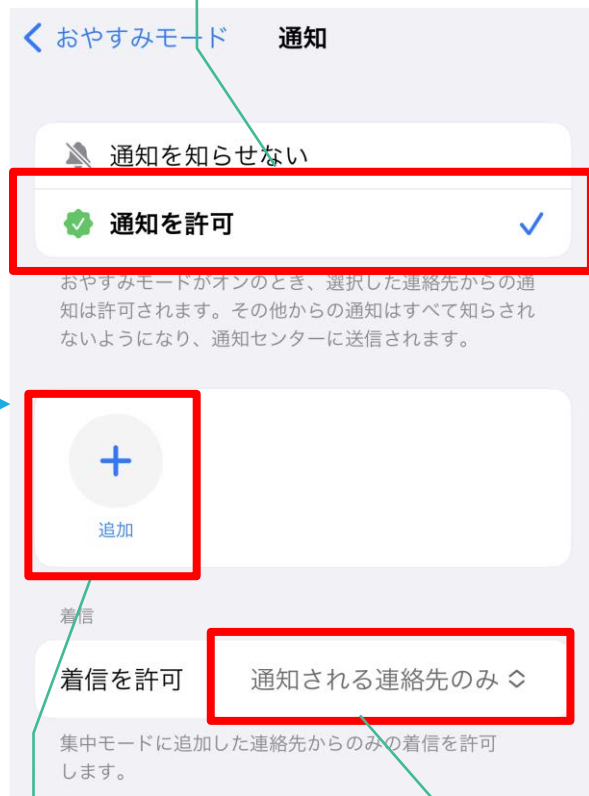 おやすみモード 通知
通知を知らせない
通知を許可
おやすみモードがオンのとき、選択した連絡先からの通
知は許可されます。その他からの通知はすべて知らされ
ないようになり、通知センターに送信されます。
追加
着信
着信を許可 通知される連絡先のみ
集中モードに追加した連絡先からのみの着信を許可
します。